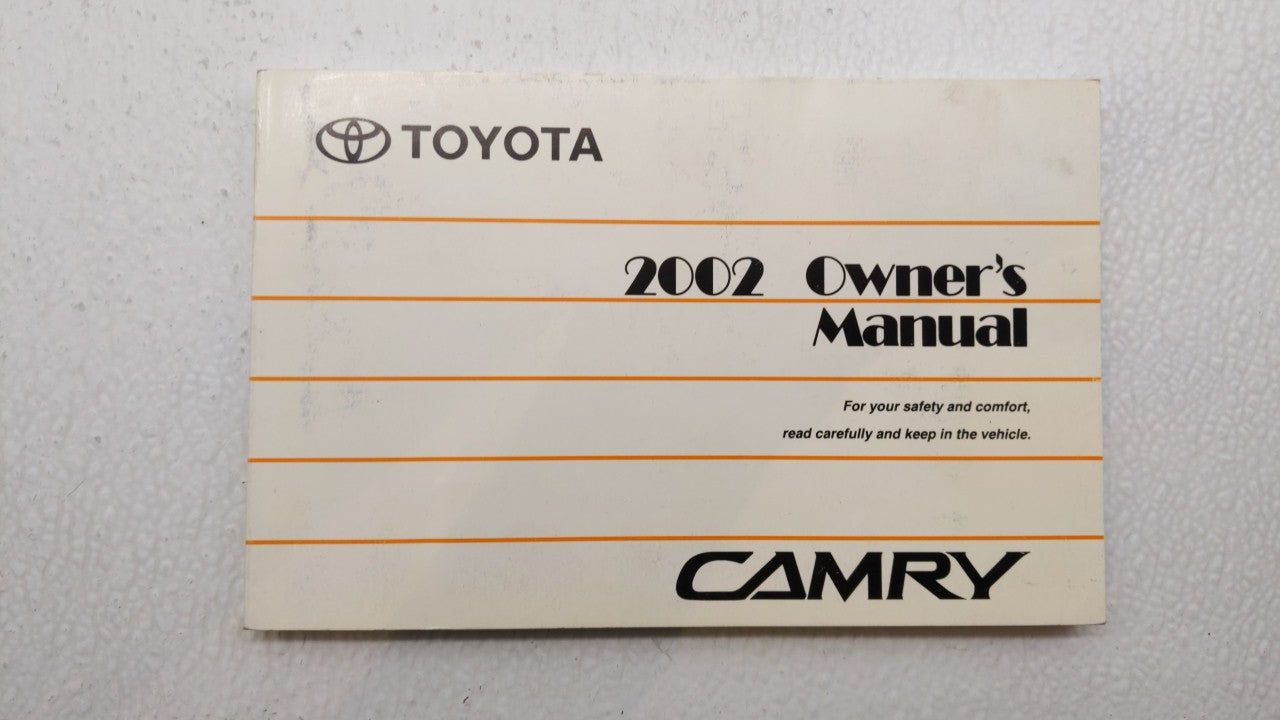 TOYOTA
2002 Owner's
Manual
For your safety and comfort,
read carefully and keep in the vehicle.
CAMRY